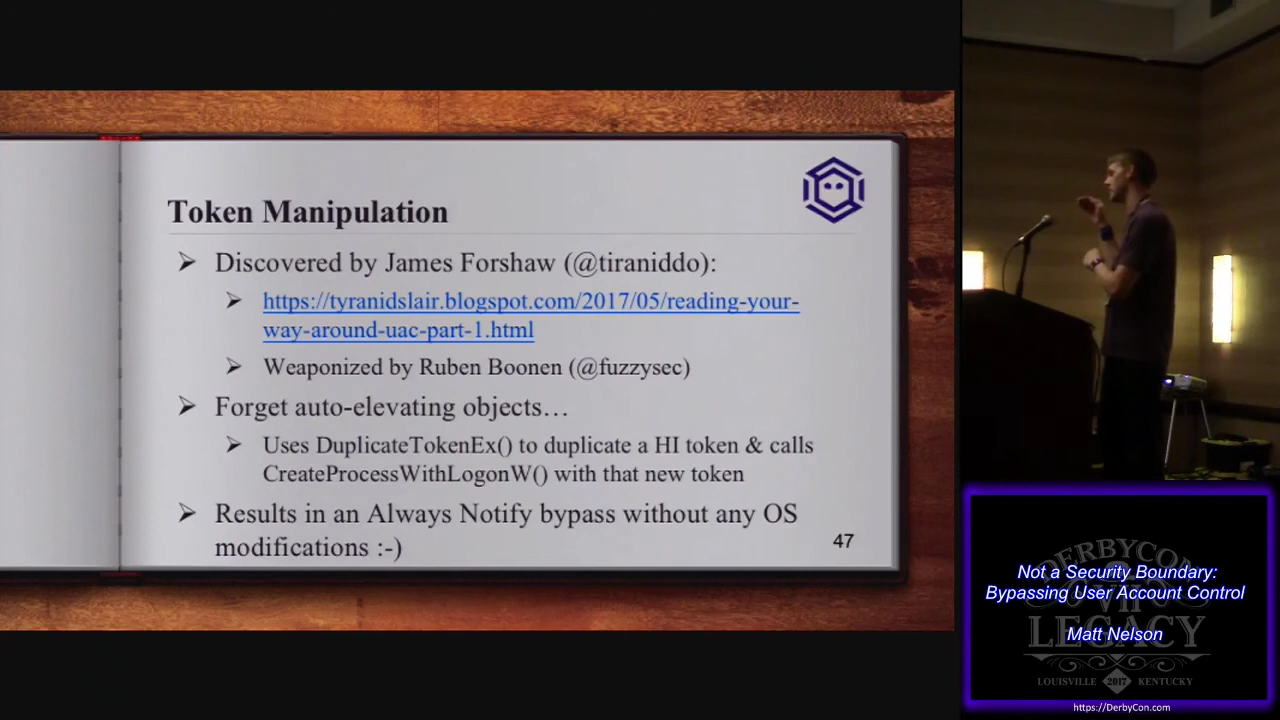 Token Manipulation
➢ Discovered by James Forshaw (@tiraniddo):
➢ https://tyranidslair.blogspot.com/2017/05/reading-your-
way-around-uac-part-1.html
➢ Weaponized by Ruben Boonen (@fuzzysec)
➢ Forget auto-elevating objects…
➢ Uses DuplicateTokenEx() to duplicate a HI token & calls
CreateProcessWithLogonW() with that new token
➢ Results in an Always Notify bypass without any OS
modifications :-)
47
DERBYCON
VII
Not a Security Boundary:
Bypassing User Account Control
Matt Nelson
LEGACY
LOUISVILLE 2017 KENTUCKY
https://DerbyCon.com